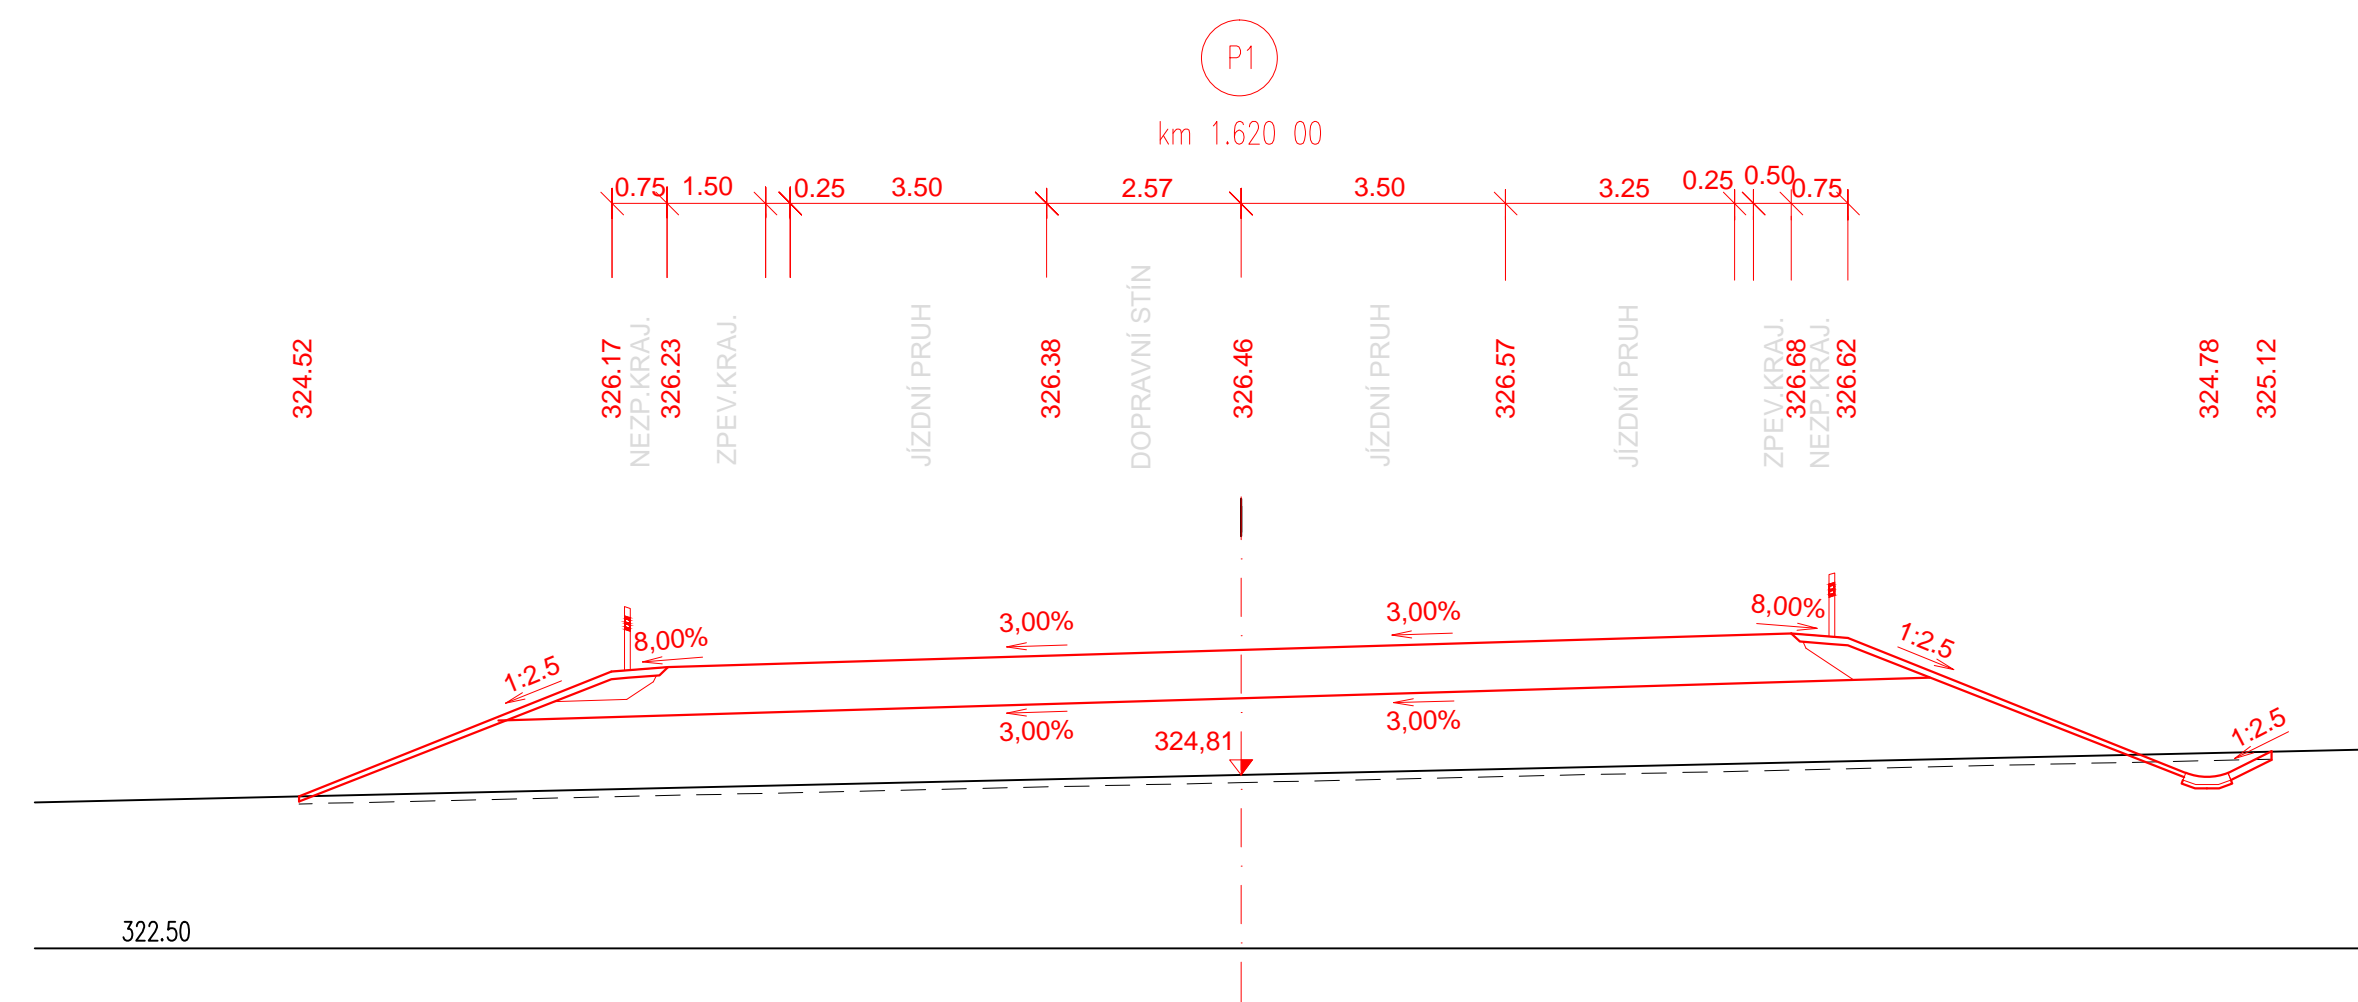 P1
km 1.620 00
0.75 1.50 0.25 3.50 2.57 3.50 3.25 0.25 0.50 0.75
324.52
326.17
NEZP.KRAJ.
326.23
ZPEV.KRAJ.
JÍZDNÍ PRUH
326.38
DOPRAVNÍ STÍN
326.46
JÍZDNÍ PRUH
326.57
JÍZDNÍ PRUH
ZPEV.KRAJ.
326.68
NEZP.KRAJ.
326.62
324.78
325.12
1:2.5
8,00%
3,00%
3,00%
8,00%
1:2.5
3,00%
3,00%
324,81
1:2.5
322.50